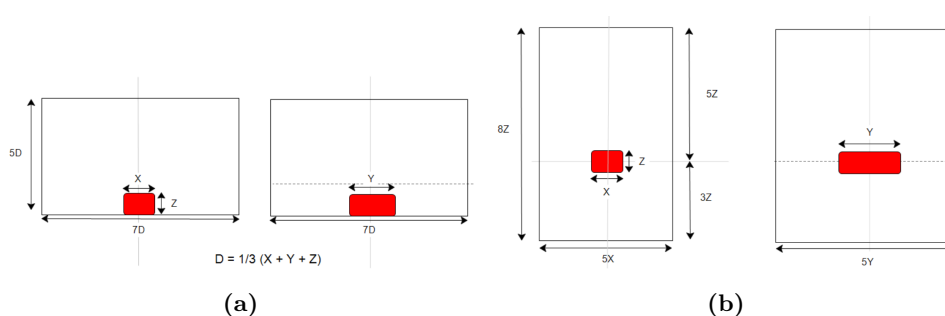 5D
X
Z
7D
Y
7D
D = 1/3 (X + Y + Z)
(a)
8Z
5Z
Z
X
3Z
5X
Y
5Y
(b)